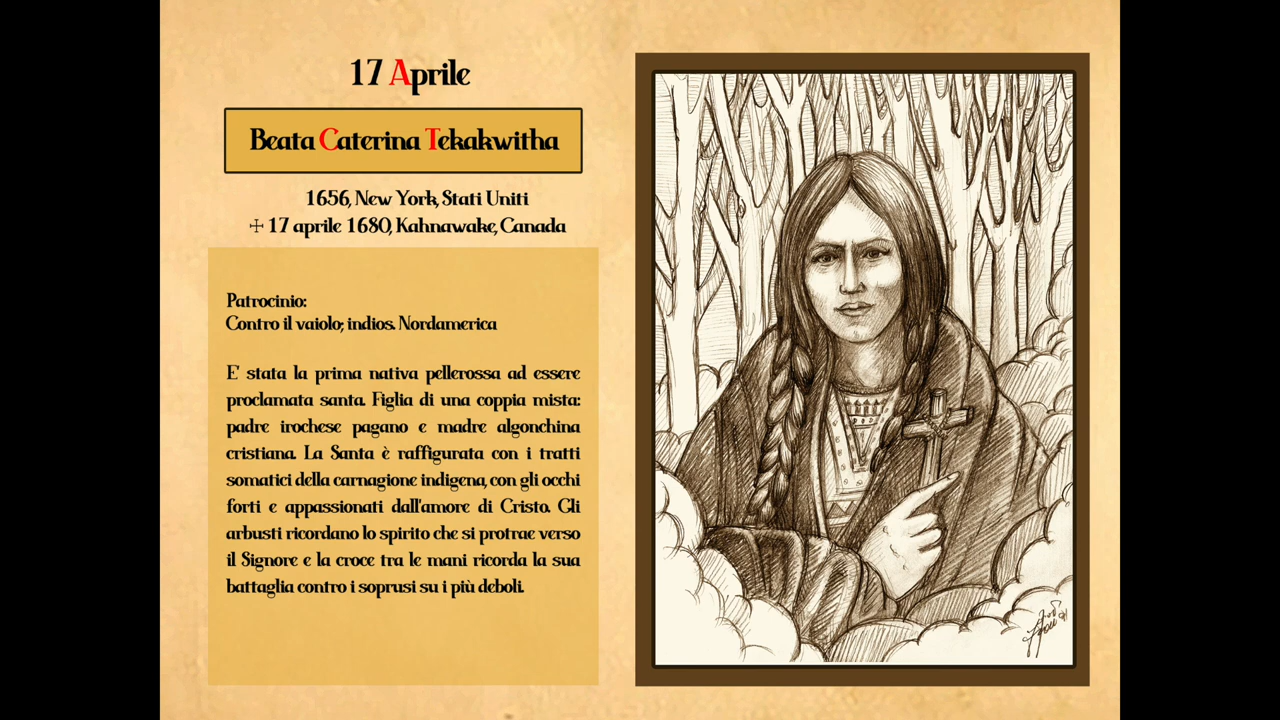 17 Aprile
Beata Caterina Tekakwitha
1656, New York, Stati Uniti
♱ 17 aprile 1680, Kahnawake, Canada
Patrocinio:
Contro il vaiolo; indios. Nordamerica
E' stata la prima nativa pellerossa ad essere
proclamata santa. Figlia di una coppia mista:
padre irochese pagano e madre algonchina
cristiana. La Santa è raffigurata con i tratti
somatici della carnagione indigena, con gli occhi
forti e appassionati dall'amore di Cristo. Gli
arbusti ricordano lo spirito che si protrae verso
il Signore e la croce tra le mani ricorda la sua
battaglia contro i soprusi su i più deboli.